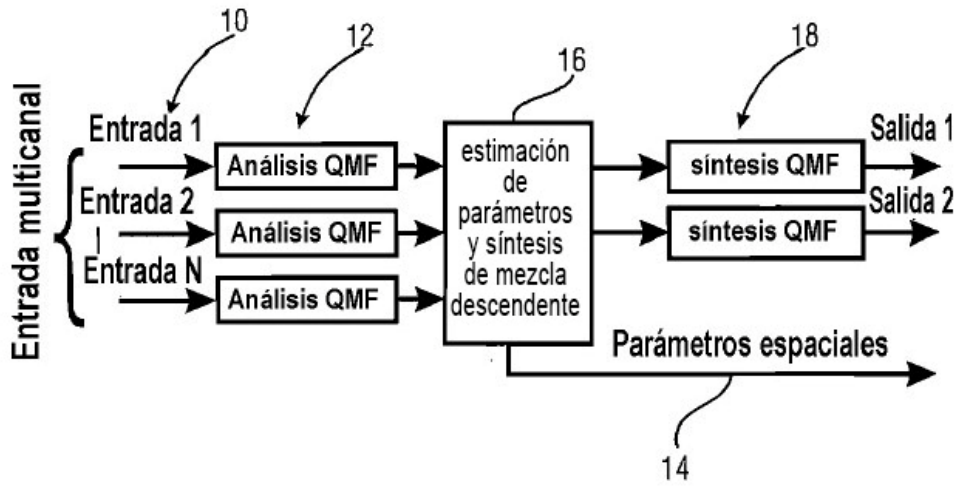 10
12
16
18
Entrada multicanal
Entrada 1
Análisis QMF
Entrada 2
Análisis QMF
Entrada N
Análisis QMF
estimación
de
parámetros
y síntesis
de mezcla
descendente
síntesis QMF
Salida 1
síntesis QMF
Salida 2
Parámetros espaciales
14